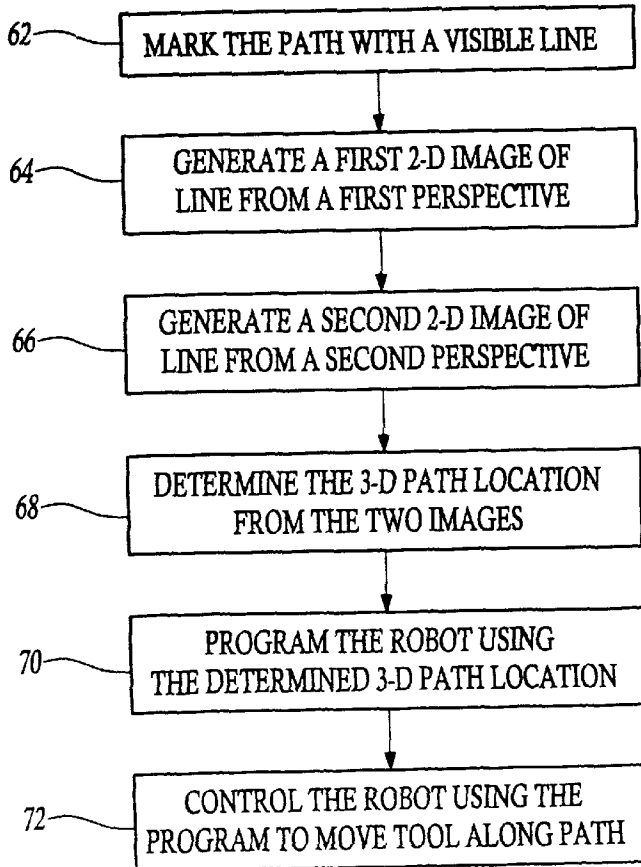 62
MARK THE PATH WITH A VISIBLE LINE
64
GENERATE A FIRST 2-D IMAGE OF
LINE FROM A FIRST PERSPECTIVE
66
GENERATE A SECOND 2-D IMAGE OF
LINE FROM A SECOND PERSPECTIVE
68
DETERMINE THE 3-D PATH LOCATION
FROM THE TWO IMAGES
70
PROGRAM THE ROBOT USING
THE DETERMINED 3-D PATH LOCATION
72
CONTROL THE ROBOT USING THE
PROGRAM TO MOVE TOOL ALONG PATH